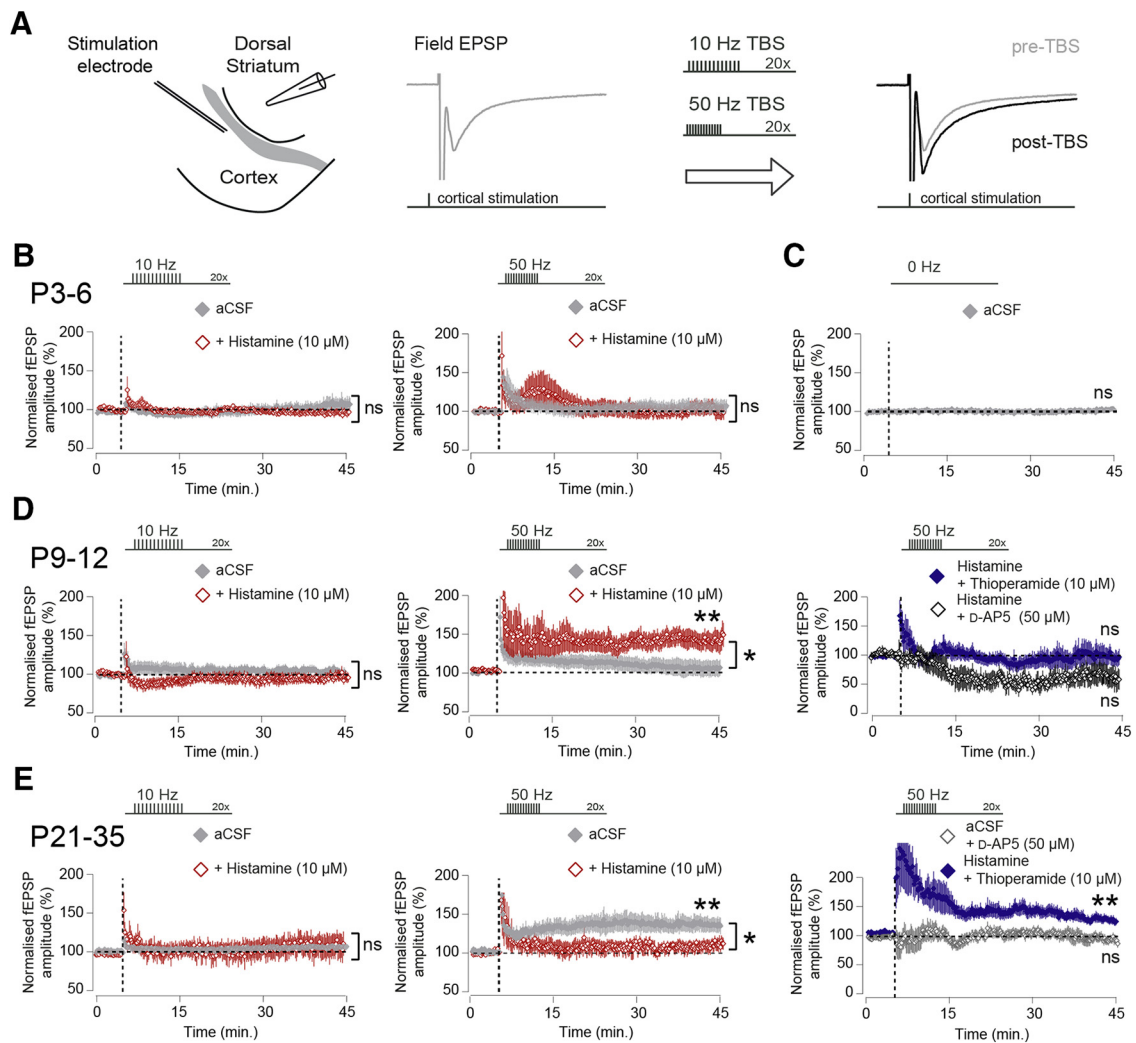 A
Stimulation
electrode
Dorsal
Striatum
Cortex
Field EPSP
cortical stimulation
10 Hz TBS
20x
50 Hz TBS
20x
pre-TBS
post-TBS
cortical stimulation
B
P3-6
10 Hz
20x
aCSF
+ Histamine (10 µM)
Normalised fEPSP
amplitude (%)
200
150
100
50
ns
0
15
30
45
Time (min.)
50 Hz
20x
aCSF
+ Histamine (10 µM)
Normalised fEPSP
amplitude (%)
200
150
100
50
ns
0
15
30
45
Time (min.)
C
0 Hz
aCSF
Normalised fEPSP
amplitude (%)
200
150
100
50
ns
0
15
30
45
Time (min.)
D
P9-12
10 Hz
20x
aCSF
+ Histamine (10 µM)
Normalised fEPSP
amplitude (%)
200
150
100
50
ns
0
15
30
45
Time (min.)
50 Hz
20x
aCSF
+ Histamine (10 µM)
Normalised fEPSP
amplitude (%)
200
150
100
50
**
*
0
15
30
45
Time (min.)
50 Hz
20x
Histamine
+ Thioperamide (10 µM)
Histamine
+ D-AP5 (50 µM)
Normalised fEPSP
amplitude (%)
200
150
100
50
0
ns
ns
0
15
30
45
Time (min.)
E
P21-35
10 Hz
20x
aCSF
+ Histamine (10 µM)
Normalised fEPSP
amplitude (%)
200
150
100
50
ns
0
15
30
45
Time (min.)
50 Hz
20x
aCSF
+ Histamine (10 µM)
Normalised fEPSP
amplitude (%)
200
150
100
50
**
*
0
15
30
45
Time (min.)
50 Hz
20x
aCSF
+ D-AP5 (50 µM)
Histamine
+ Thioperamide (10 µM)
Normalised fEPSP
amplitude (%)
200
150
100
50
0
**
ns
0
15
30
45
Time (min.)